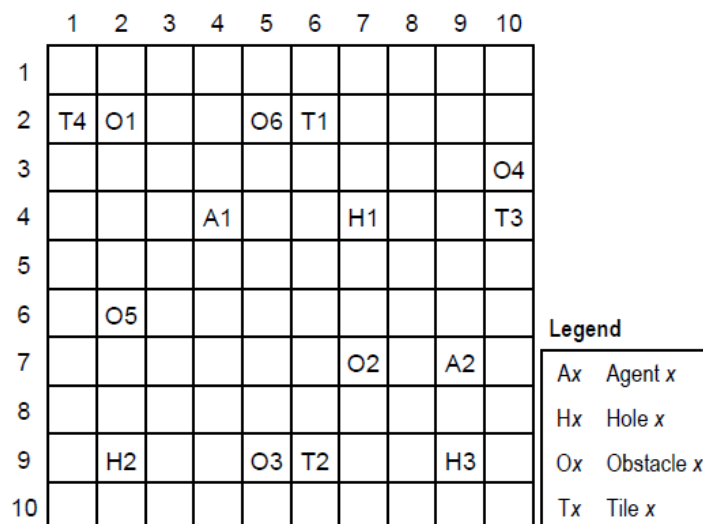 1 2 3 4 5 6 7 8 9 10
1
2 T4 O1 O6 T1
3 O4
4 A1 H1 T3
5
6 O5
7 O2 A2
8
9 H2 O3 T2 H3
10
Legend
Ax Agent x
Hx Hole x
Ox Obstacle x
Tx Tile x